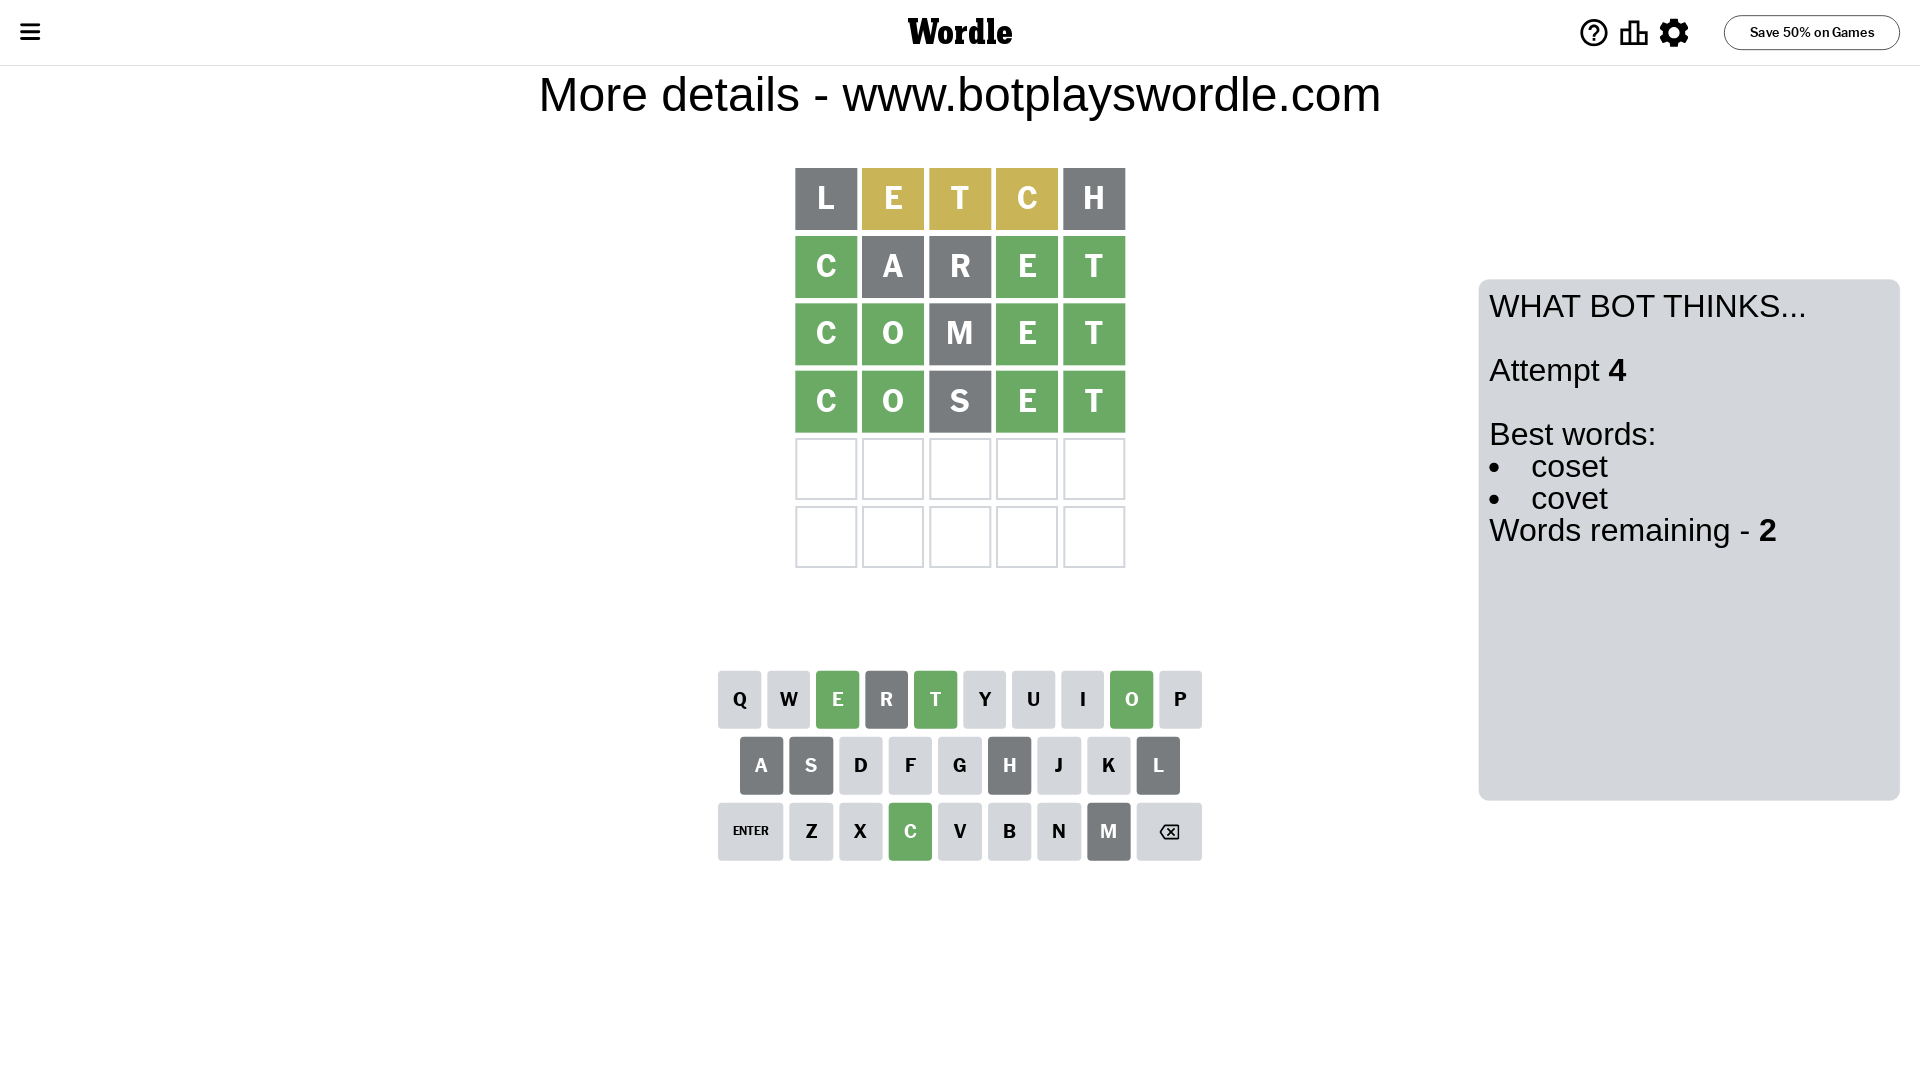 Wordle
Save 50% on Games
More details - www.botplayswordle.com
L E T C H
C A R E T
C O M E T
C O S E T
WHAT BOT THINKS...
Attempt 4
Best words:
• coset
• covet
Words remaining - 2
Q W E R T Y U I O P
A S D F G H J K L
ENTER Z X C V B N M